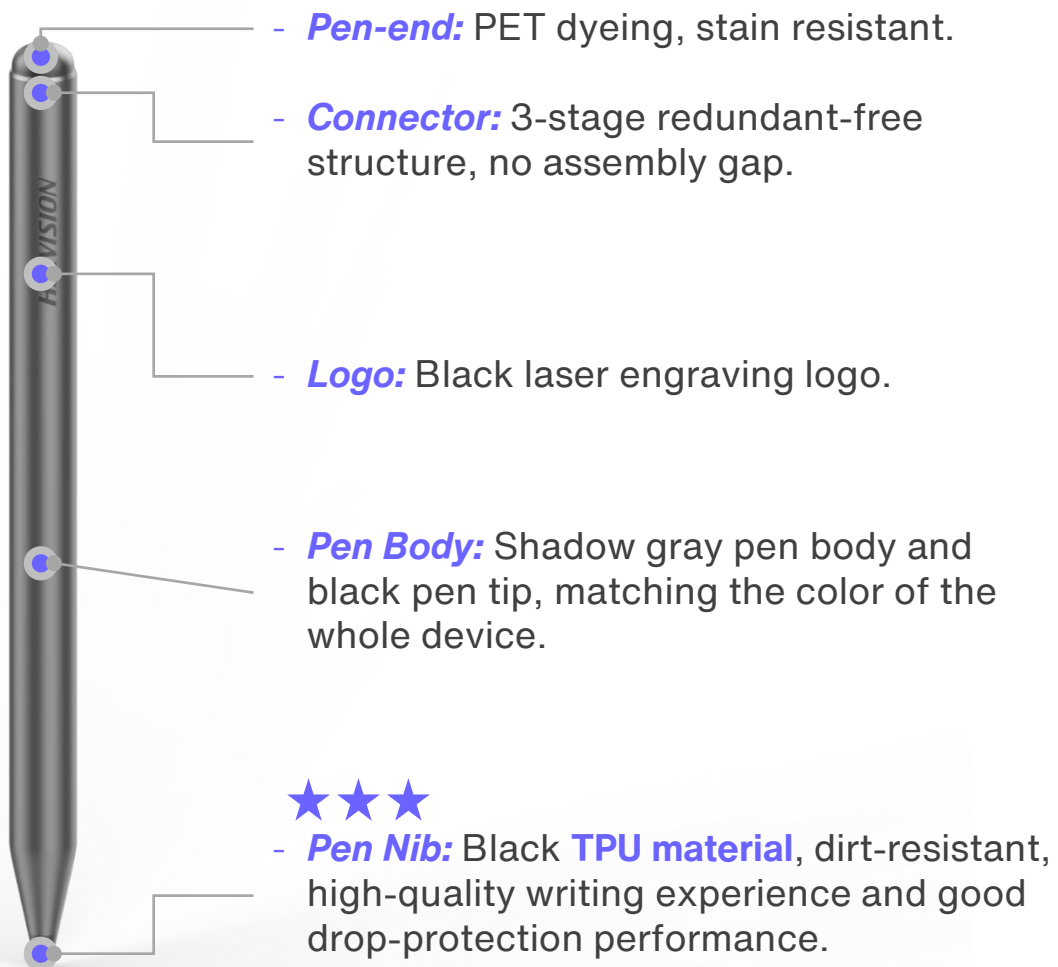 - Pen-end: PET dyeing, stain resistant.
- Connector: 3-stage redundant-free
structure, no assembly gap.
- Logo: Black laser engraving logo.
- Pen Body: Shadow gray pen body and
black pen tip, matching the color of the
whole device.
- Pen Nib: Black TPU material, dirt-resistant,
high-quality writing experience and good
drop-protection performance.